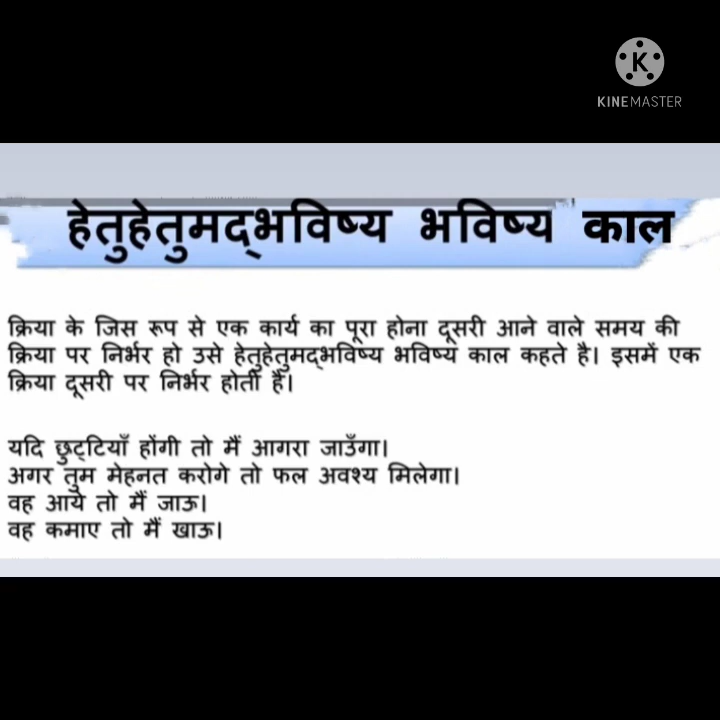 KINEMASTER
हेतुहेतुमद्‌भविष्य भविष्य काल
क्रिया के जिस रूप से एक कार्य का पूरा होना दूसरी आने वाले समय की
क्रिया पर निर्भर हो उसे हेतुहेतुमद्‌भविष्य भविष्य काल कहते है। इसमें एक
क्रिया दूसरी पर निर्भर होती है।
यदि छुट्टियाँ होंगी तो मैं आगरा जाउँगा।
अगर तुम मेहनत करोगे तो फल अवश्य मिलेगा।
वह आये तो मैं जाऊ।
वह कमाए तो मैं खाऊ।